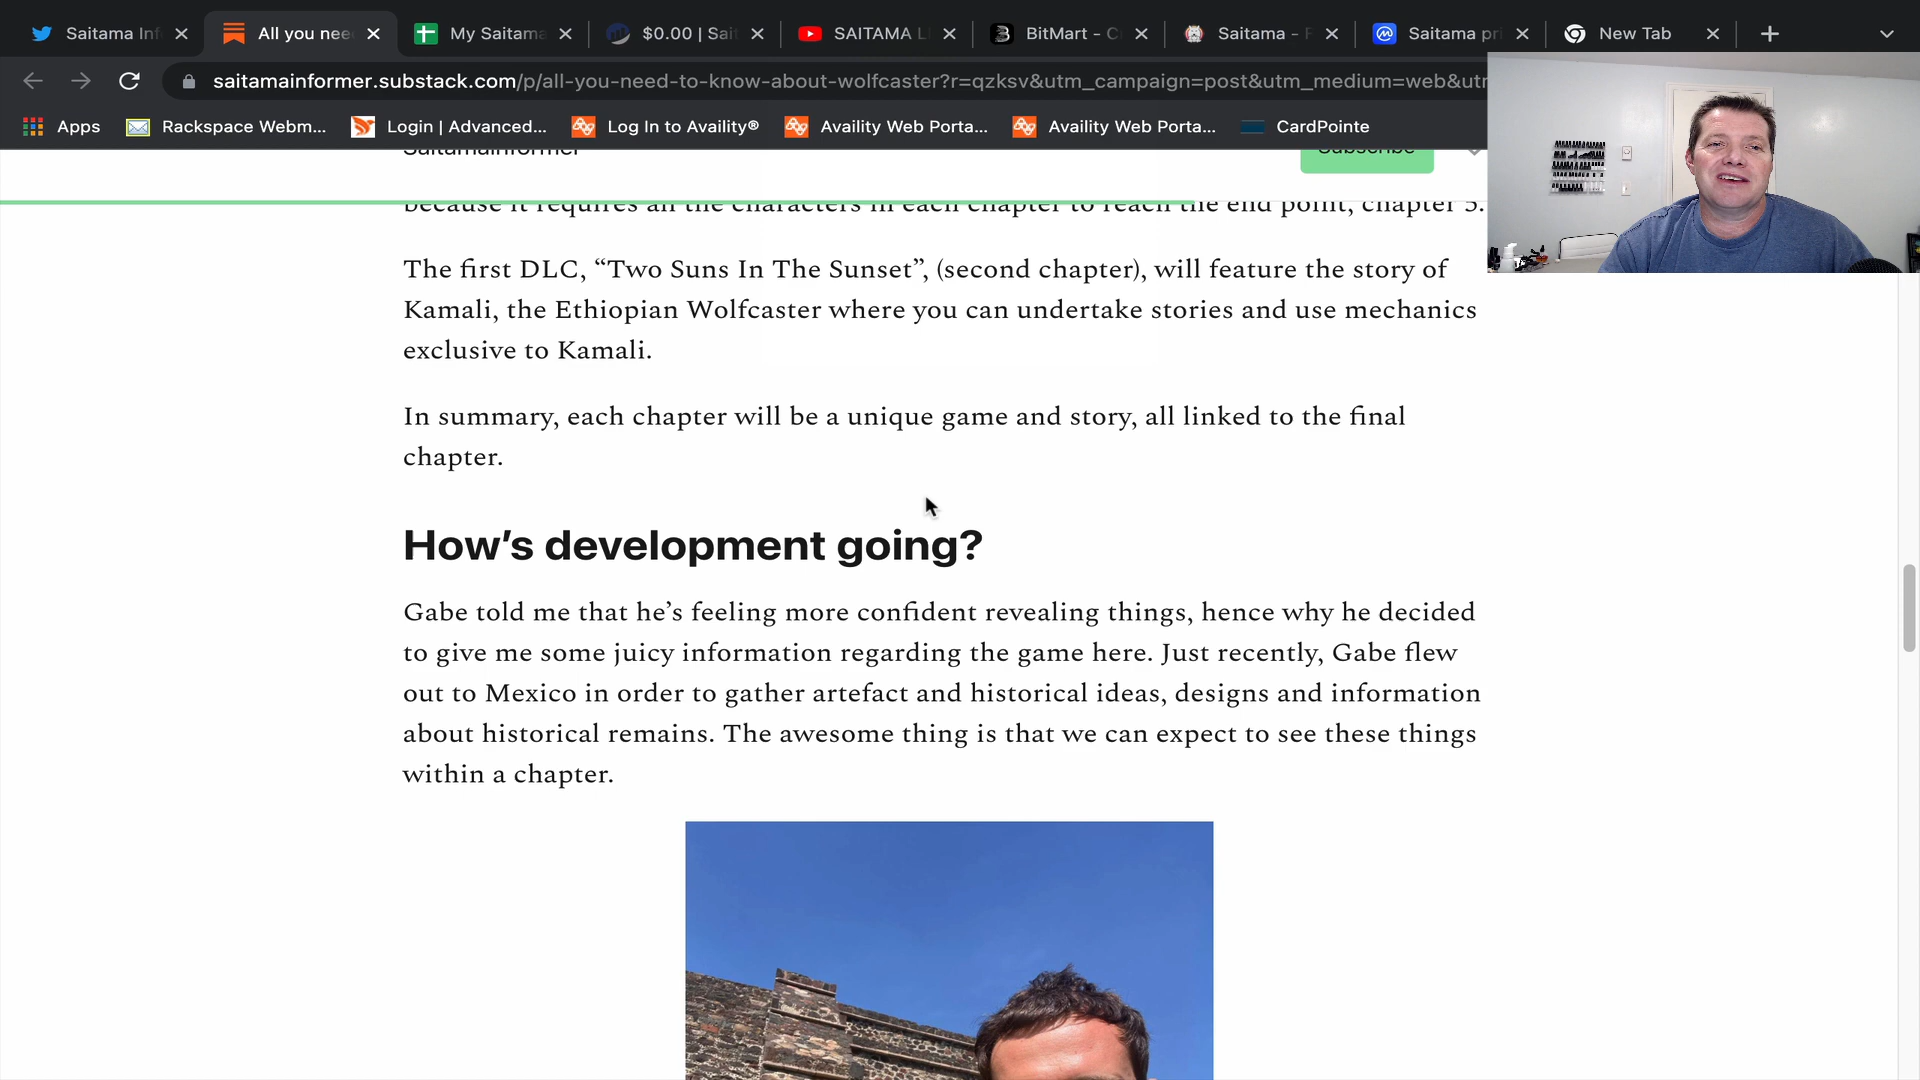 Saitama Inf
All you nee
My Saitama
$0.00 | Sai
SAITAMA L
BitMart - C
Saitama -
Saitama pri
New Tab
saitamainformer.substack.com/p/all-you-need-to-know-about-wolfcaster?r=qzksv&utm_campaign=post&utm_medium=web&ut
Apps
Rackspace Webm...
Login | Advanced...
Log In to Availity®
Availity Web Porta...
Availity Web Porta...
CardPointe
SaitamaInformer
Subscribe
because it requires all the characters in each chapter to reach the end point, chapter 5.
The first DLC, “Two Suns In The Sunset”, (second chapter), will feature the story of
Kamali, the Ethiopian Wolfcaster where you can undertake stories and use mechanics
exclusive to Kamali.
In summary, each chapter will be a unique game and story, all linked to the final
chapter.
How’s development going?
Gabe told me that he’s feeling more confident revealing things, hence why he decided
to give me some juicy information regarding the game here. Just recently, Gabe flew
out to Mexico in order to gather artefact and historical ideas, designs and information
about historical remains. The awesome thing is that we can expect to see these things
within a chapter.